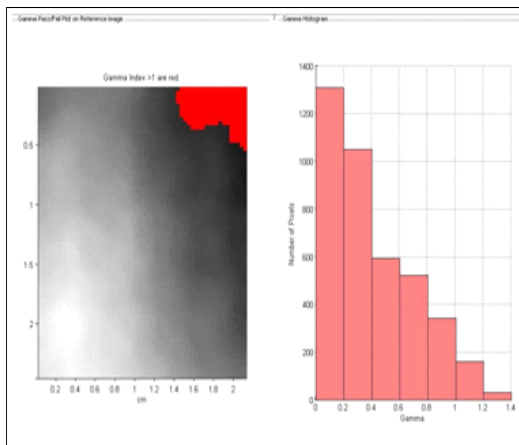 Gamma Pass/Fail Plot on Reference Image
Gamma Histogram
Gamma Index >1 are red.
0.5
1
1.5
2
0.2 0.4 0.6 0.8 1 1.2 1.4 1.6 1.8 2
cm
1400
1200
1000
800
600
400
200
0
Number of Pixels
0 0.2 0.4 0.6 0.8 1 1.2 1.4
Gamma